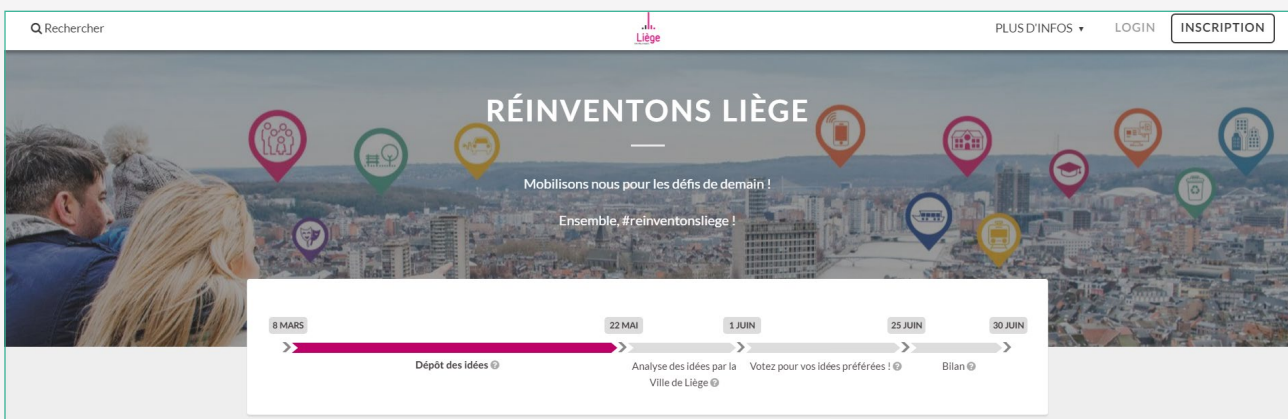 Rechercher
Liège
PLUS D'INFOS ▾
LOGIN
INSCRIPTION
RÉINVENTONS LIÈGE
Mobilisons nous pour les défis de demain !
Ensemble, #reinventonsliege !
8 MARS
22 MAI
1 JUIN
25 JUIN
30 JUIN
Dépôt des idées
Analyse des idées par la
Ville de Liège
Votez pour vos idées préférées !
Bilan